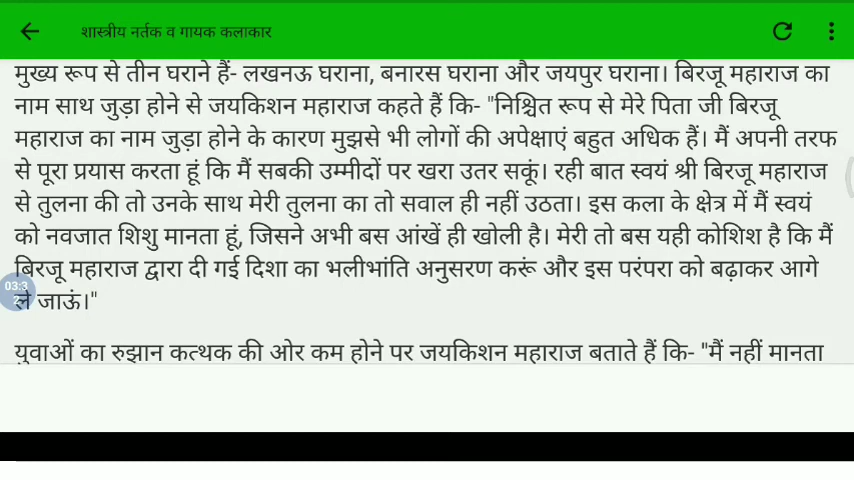 शास्त्रीय नर्तक व गायक कलाकार
मुख्य रूप से तीन घराने हैं- लखनऊ घराना, बनारस घराना और जयपुर घराना। बिरजू महाराज का
नाम साथ जुड़ा होने से जयकिशन महाराज कहते हैं कि- "निश्चित रूप से मेरे पिता जी बिरजू
महाराज का नाम जुड़ा होने के कारण मुझसे भी लोगों की अपेक्षाएं बहुत अधिक हैं। मैं अपनी तरफ
से पूरा प्रयास करता हूं कि मैं सबकी उम्मीदों पर खरा उतर सकूं। रही बात स्वयं श्री बिरजू महाराज
से तुलना की तो उनके साथ मेरी तुलना का तो सवाल ही नहीं उठता। इस कला के क्षेत्र में मैं स्वयं
को नवजात शिशु मानता हूं, जिसने अभी बस आंखें ही खोली है। मेरी तो बस यही कोशिश है कि मैं
बिरजू महाराज द्वारा दी गई दिशा का भलीभांति अनुसरण करूं और इस परंपरा को बढ़ाकर आगे
03:3
2
ले जाऊं।"
युवाओं का रुझान कत्थक की ओर कम होने पर जयकिशन महाराज बताते हैं कि- "मैं नहीं मानता